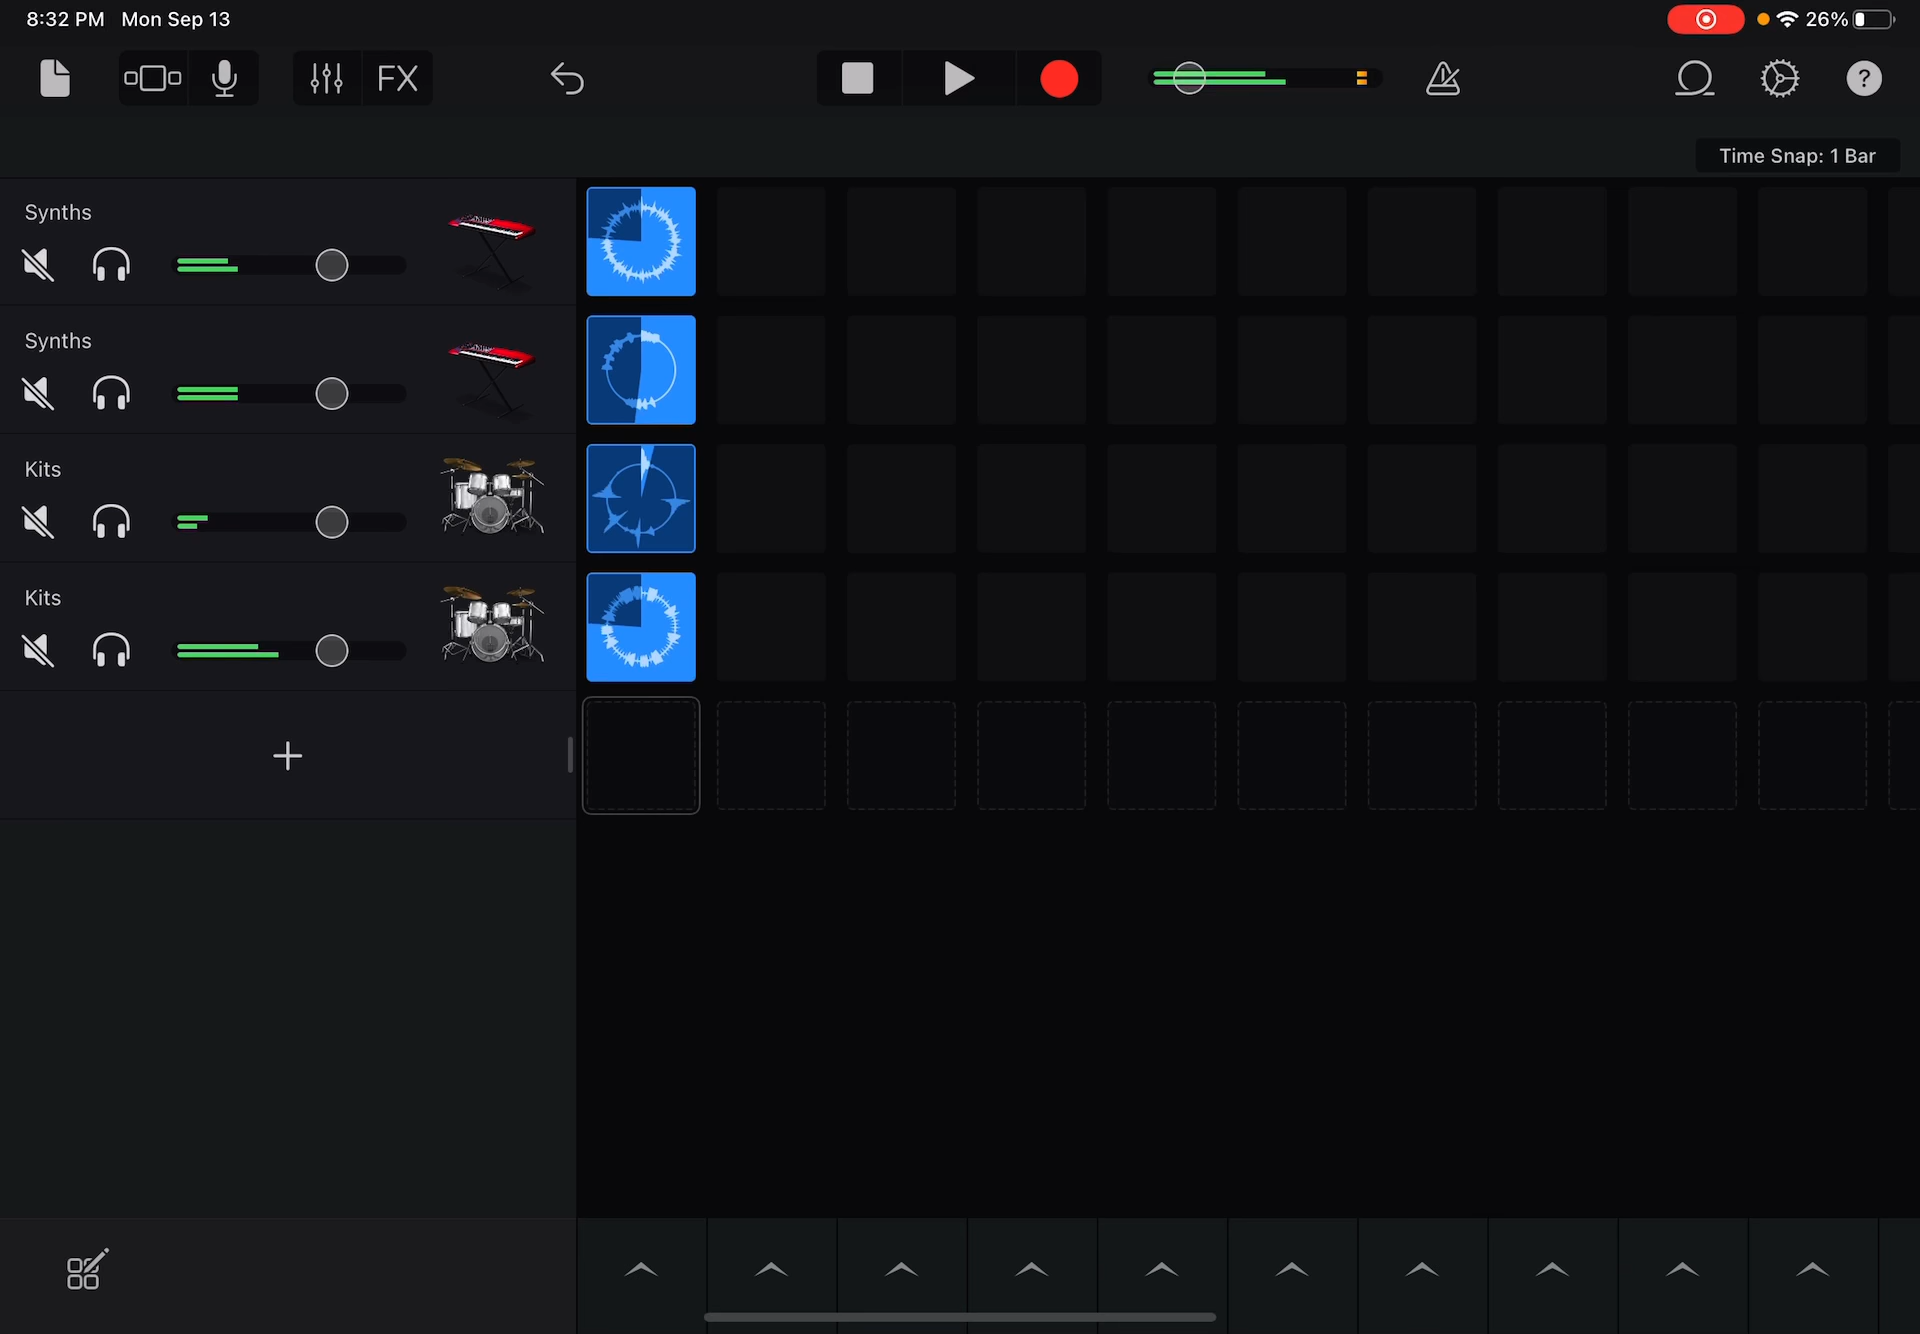 8:32 PM Mon Sep 13
26%
FX
?
Time Snap: 1 Bar
Synths
Synths
Kits
Kits